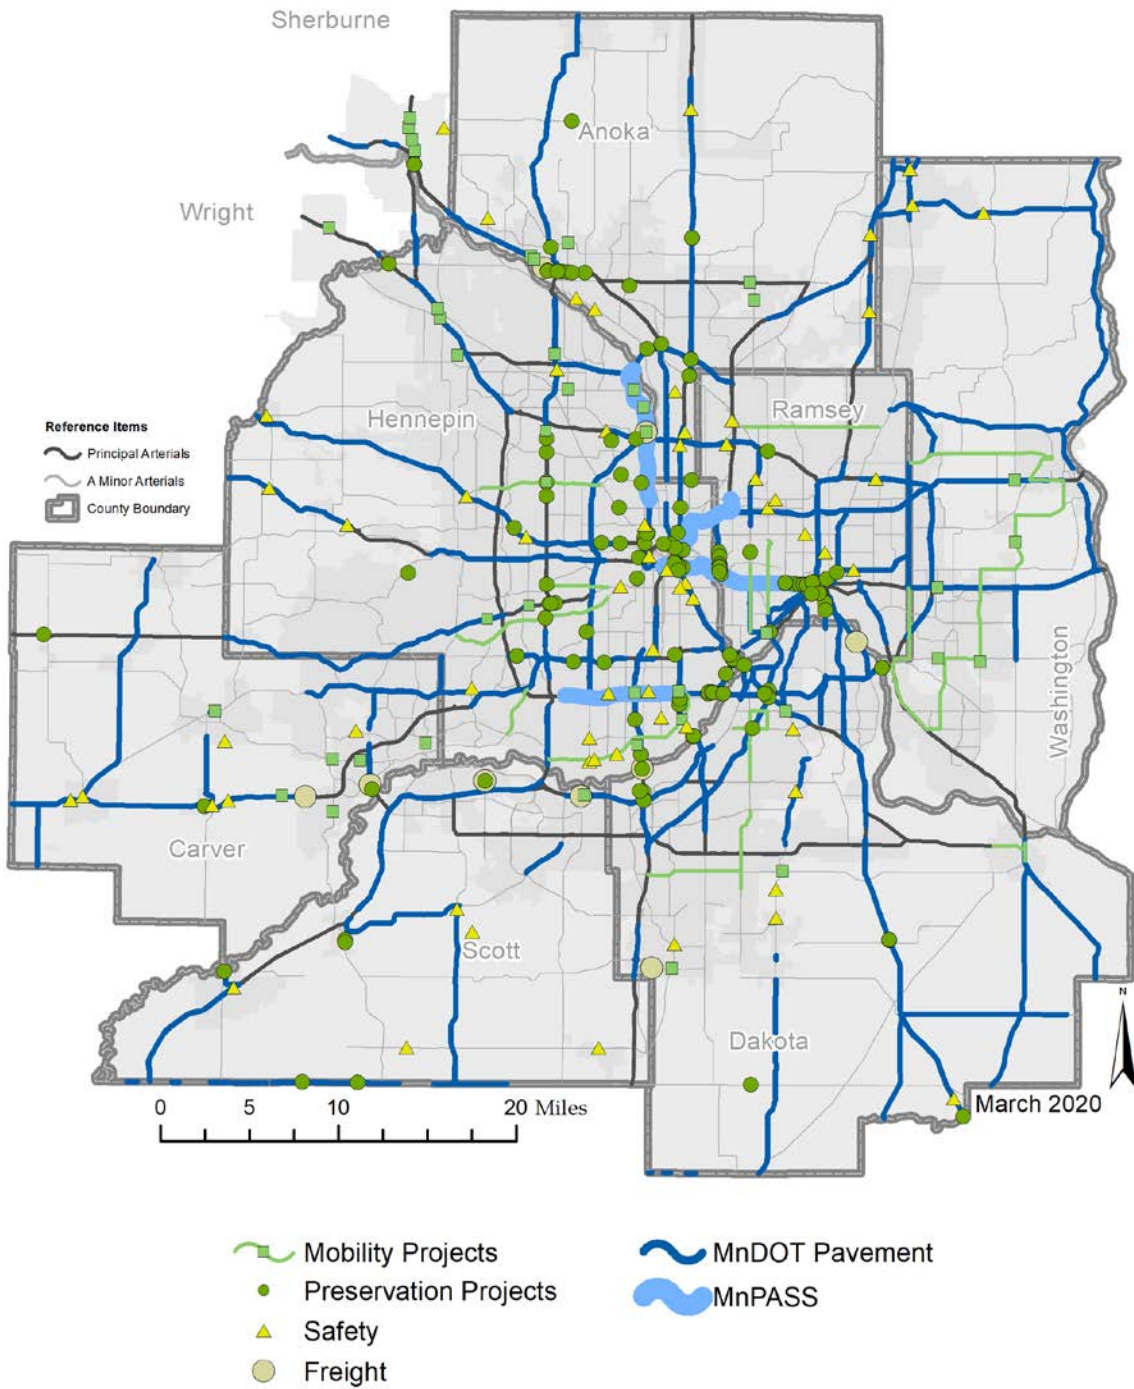 Sherburne
Anoka
Wright
Hennepin
Ramsey
Reference Items
Principal Arterials
A Minor Arterials
County Boundary
Washington
Carver
Scott
N
Dakota
March 2020
0 5 10 20 Miles
Mobility Projects
MnDOT Pavement
Preservation Projects
MnPASS
Safety
Freight